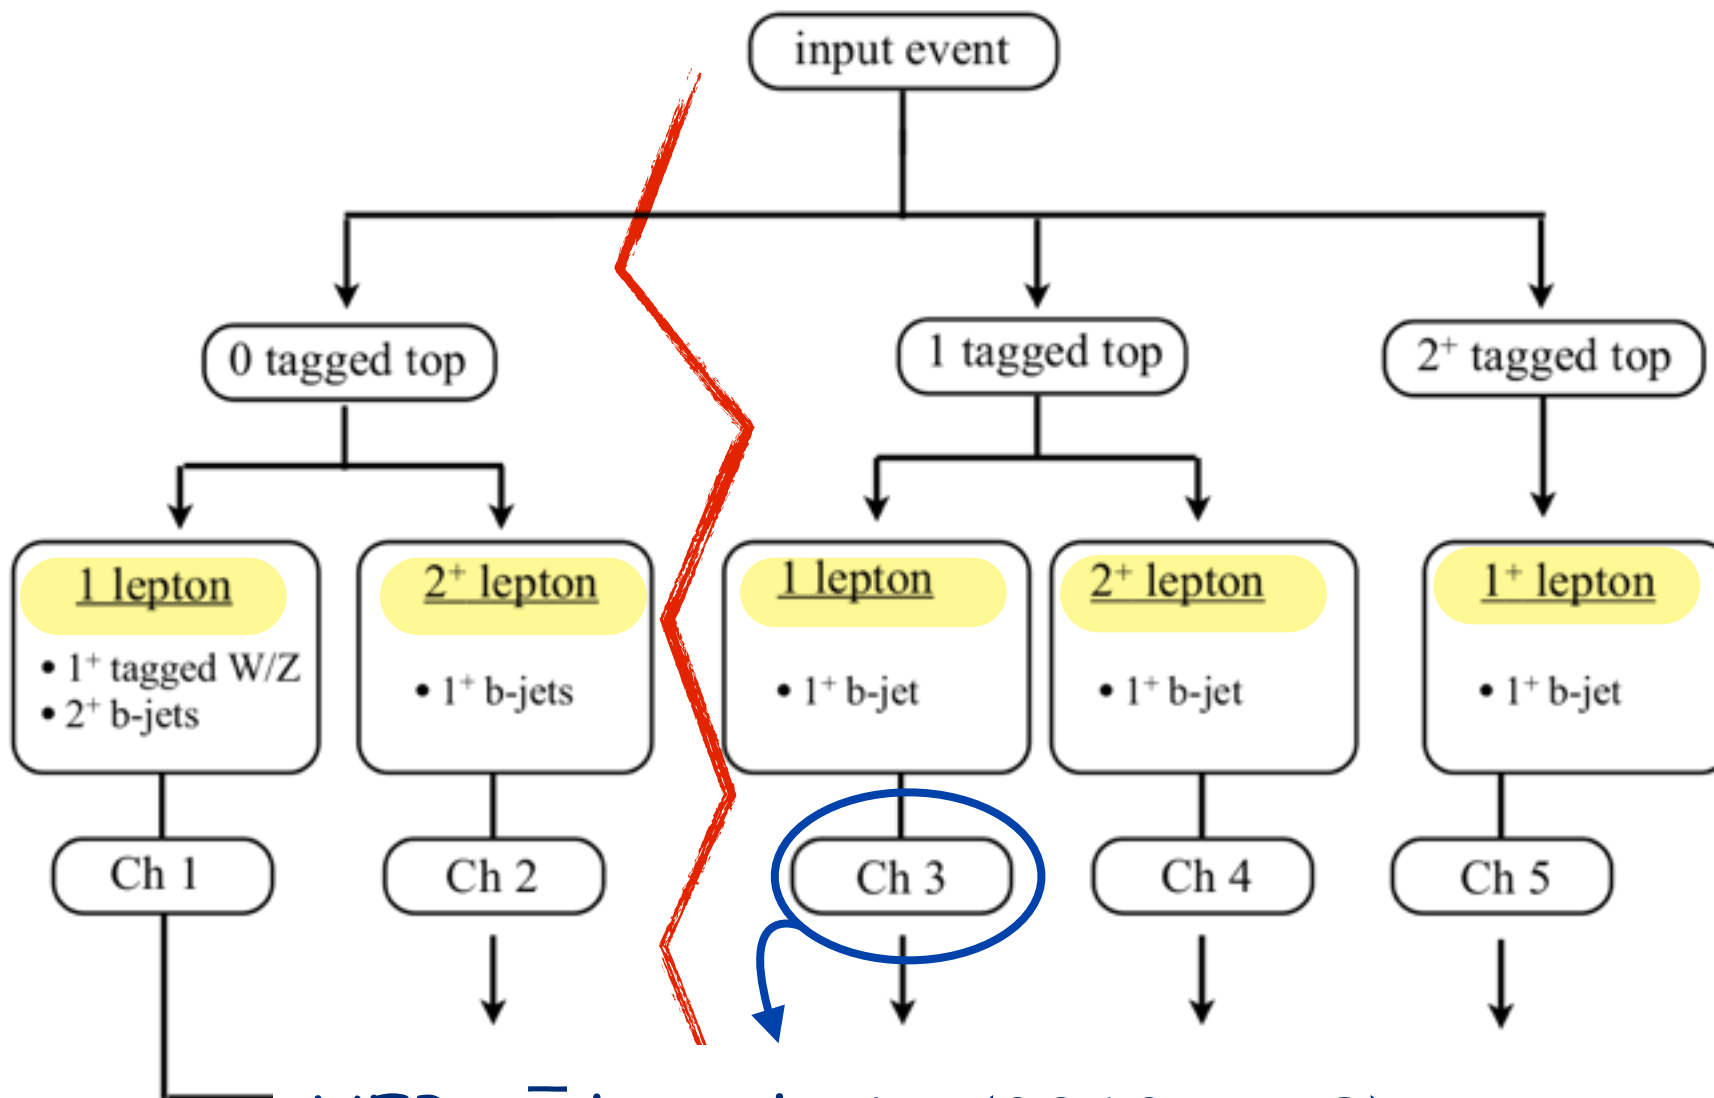 input event
0 tagged top
1 tagged top
2⁺ tagged top
1 lepton
• 1⁺ tagged W/Z
• 2⁺ b-jets
2⁺ lepton
• 1⁺ b-jets
1 lepton
• 1⁺ b-jet
2⁺ lepton
• 1⁺ b-jet
1⁺ lepton
• 1⁺ b-jet
Ch 1
Ch 2
Ch 3
Ch 4
Ch 5